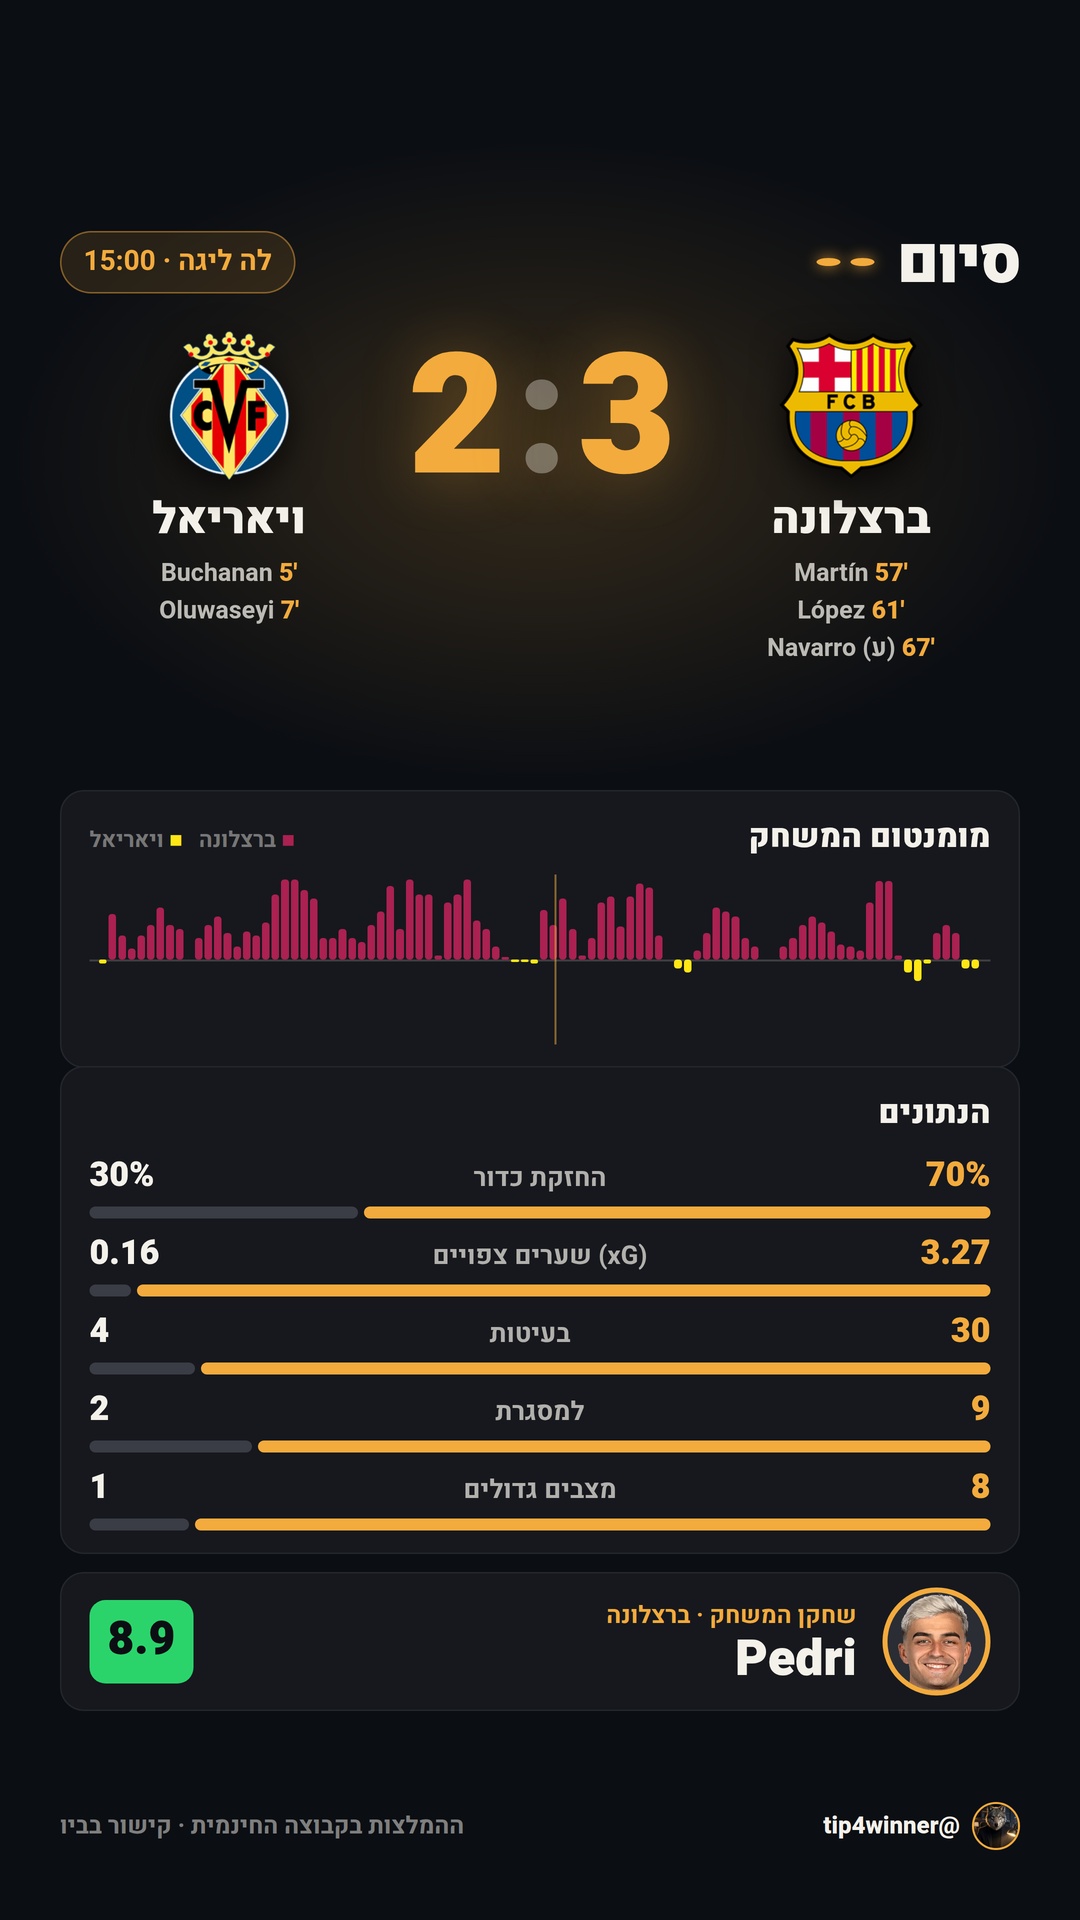 סיום
לה ליגה · 15:00
3:2
FCB
CVF
ברצלונה
Martín 57'
López 61'
Navarro (ע) 67'
ויאריאל
Buchanan 5'
Oluwaseyi 7'
מומנטום המשחק
ברצלונה ויאריאל
הנתונים
70% החזקת כדור 30%
3.27 שערים צפויים (xG) 0.16
30 בעיטות 4
9 למסגרת 2
8 מצבים גדולים 1
שחקן המשחק · ברצלונה
Pedri
8.9
@tip4winner
ההמלצות בקבוצה החינמית · קישור בביו